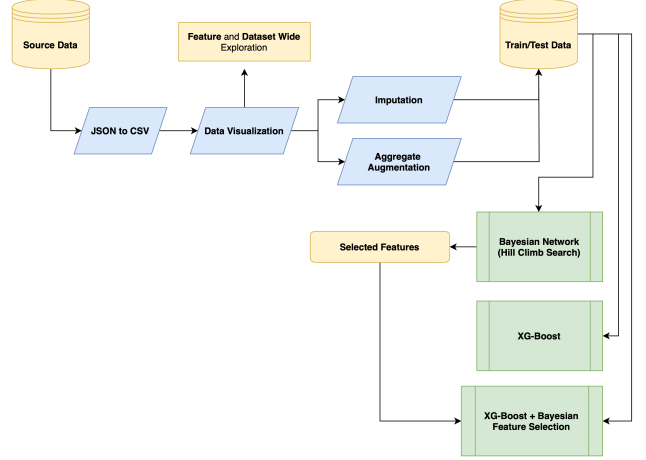 Source Data
Feature and Dataset Wide
Exploration
Train/Test Data
JSON to CSV
Data Visualization
Imputation
Aggregate
Augmentation
Selected Features
Bayesian Network
(Hill Climb Search)
XG-Boost
XG-Boost + Bayesian
Feature Selection